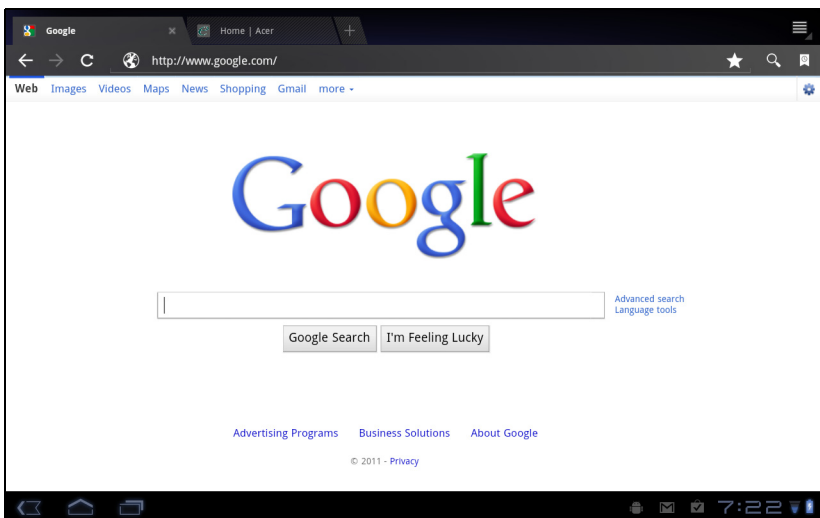 Google
Home | Acer
http://www.google.com/
Web Images Videos Maps News Shopping Gmail more
Google
Advanced search
Language tools
Google Search I'm Feeling Lucky
Advertising Programs Business Solutions About Google
© 2011 - Privacy
7:22